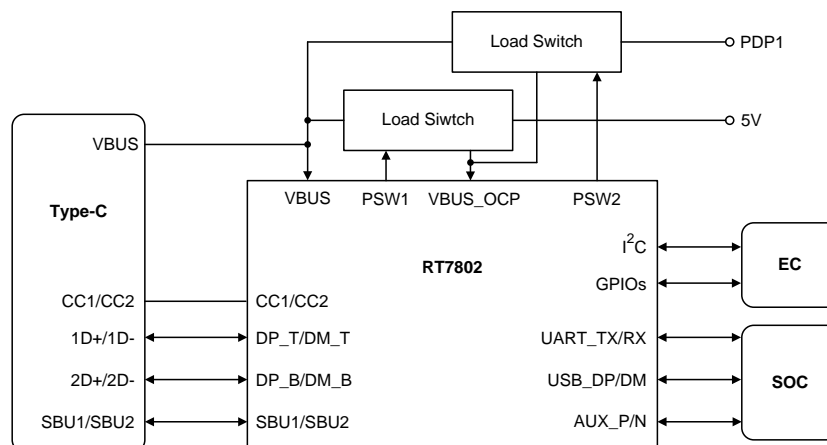 Load Switch
PDP1
Load Siwtch
5V
VBUS
Type-C
VBUS
PSW1
VBUS_OCP
PSW2
I2C
EC
RT7802
GPIOs
CC1/CC2
CC1/CC2
1D+/1D-
DP_T/DM_T
UART_TX/RX
2D+/2D-
DP_B/DM_B
USB_DP/DM
SOC
SBU1/SBU2
SBU1/SBU2
AUX_P/N